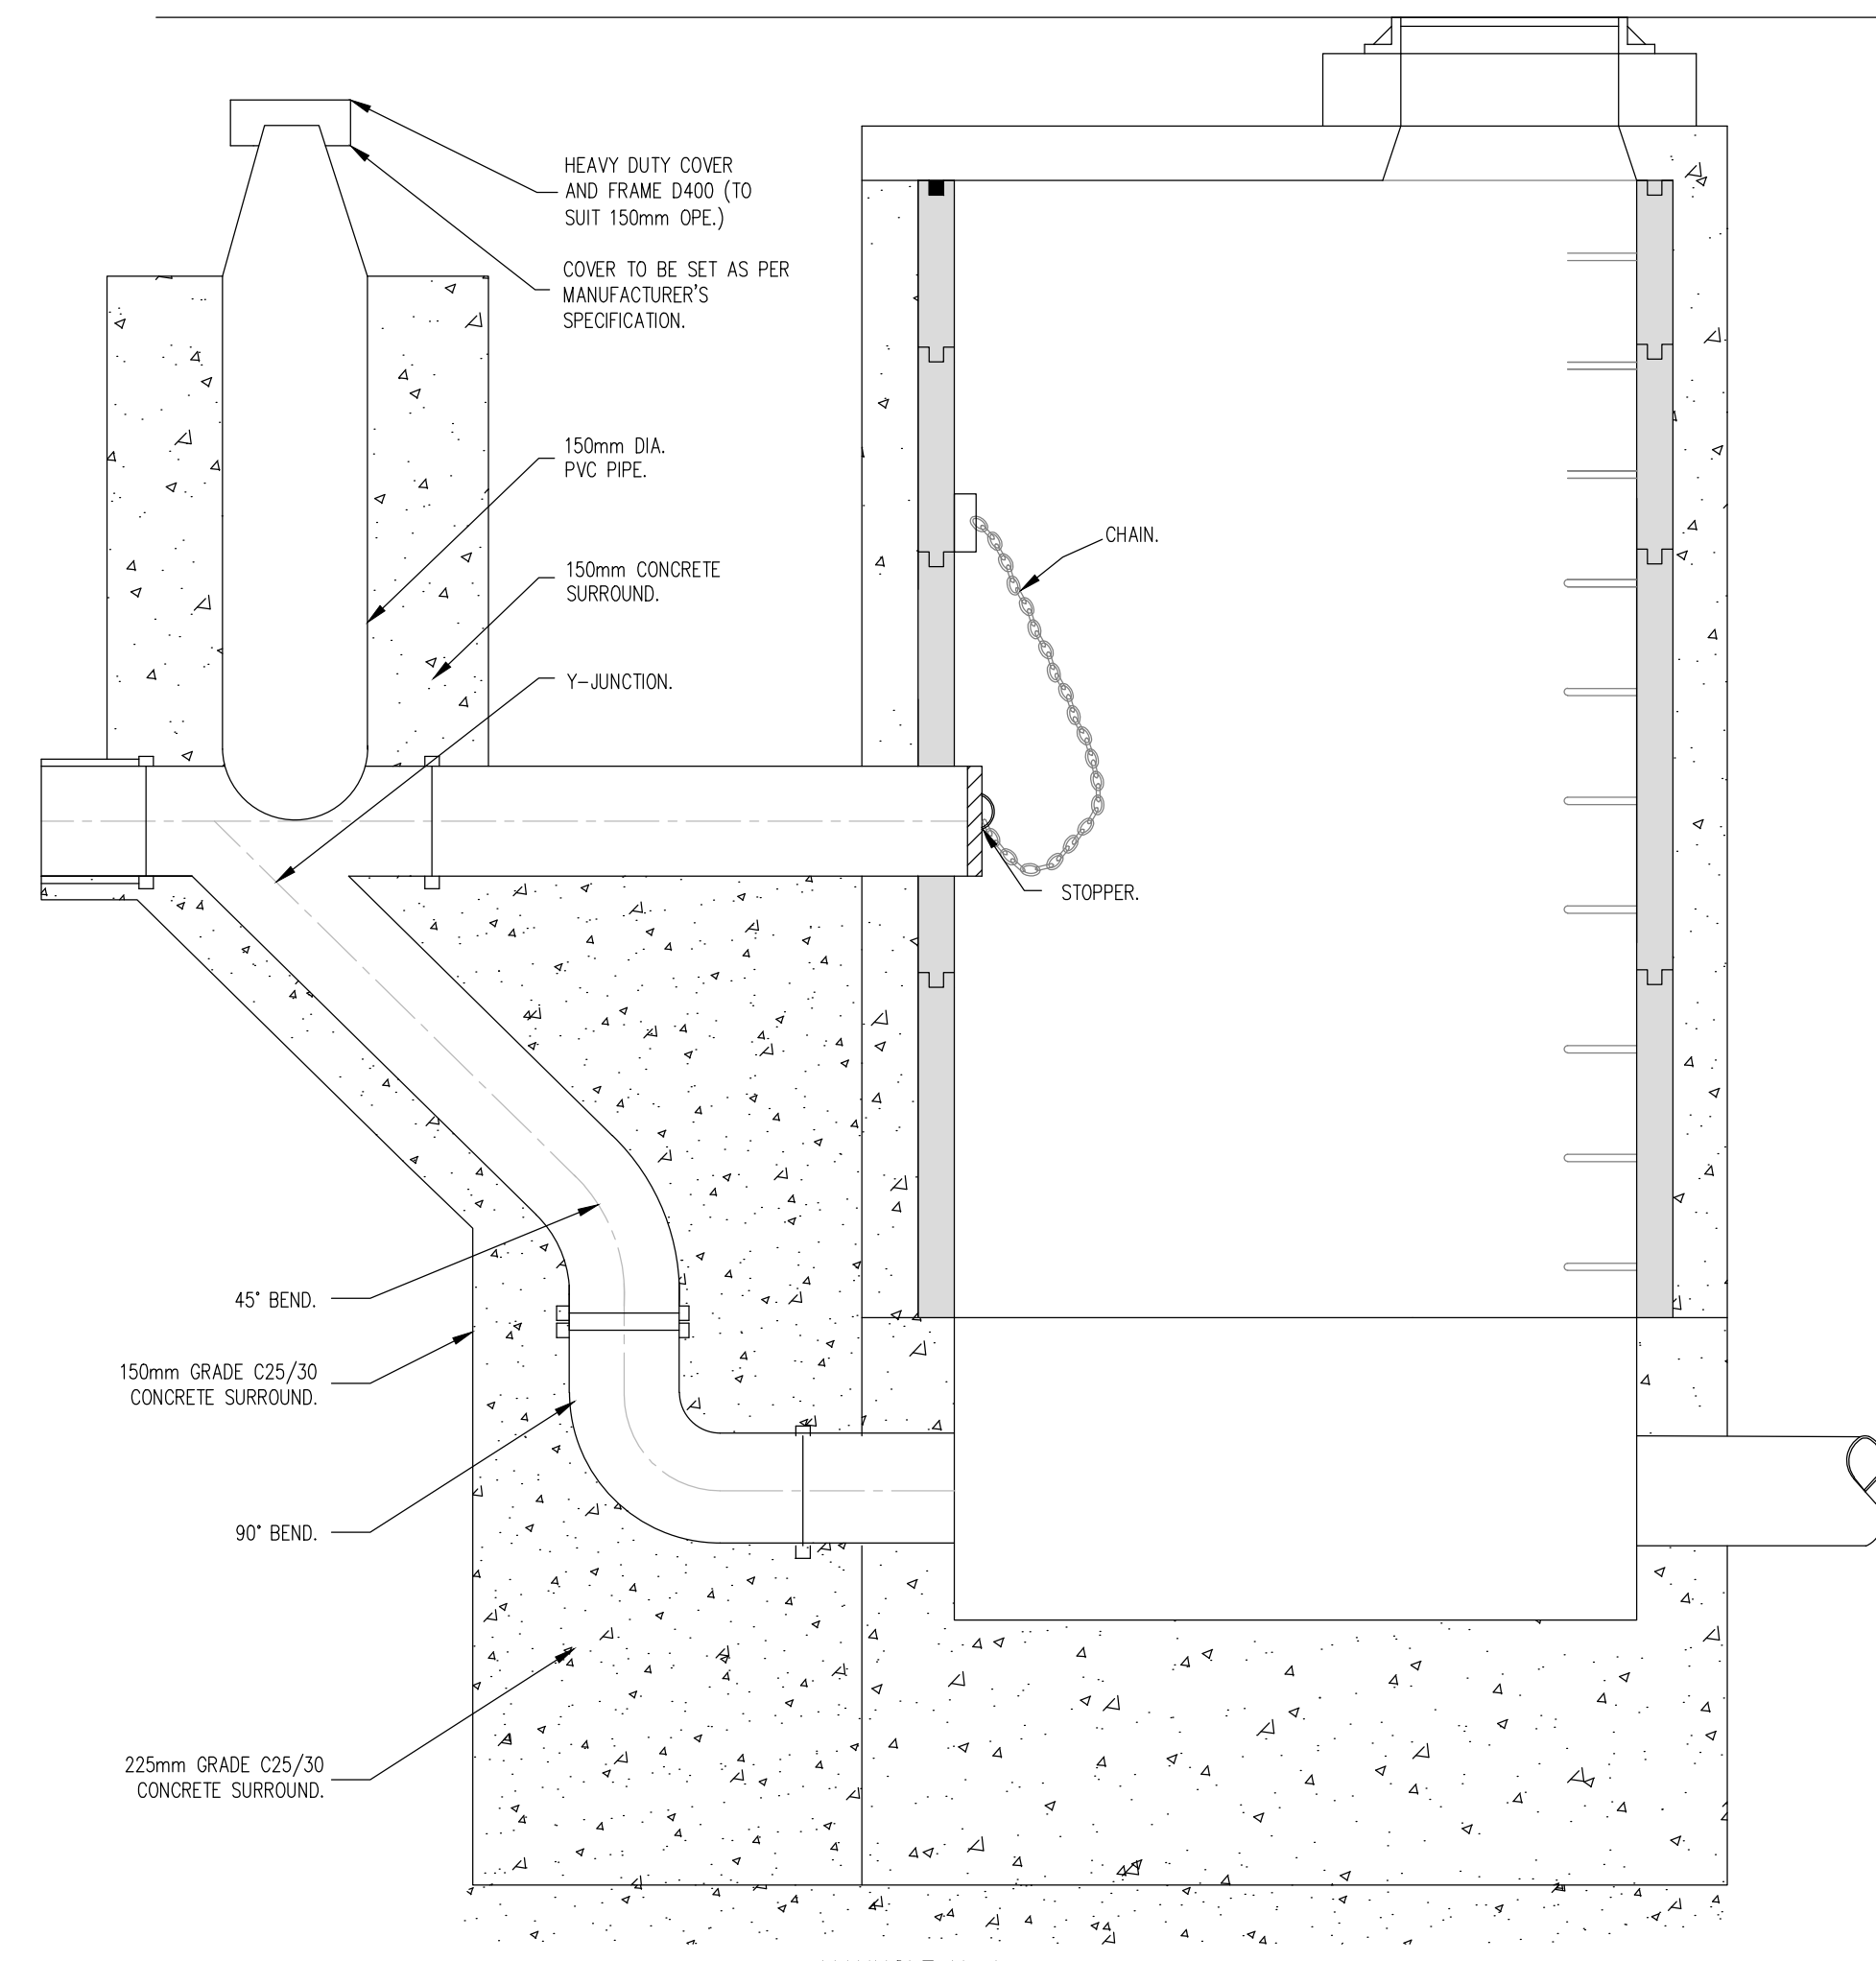 HEAVY DUTY COVER
AND FRAME D400 (TO
SUIT 150mm OPE.)
COVER TO BE SET AS PER
MANUFACTURER'S
SPECIFICATION.
150mm DIA.
PVC PIPE.
CHAIN.
150mm CONCRETE
SURROUND.
Y-JUNCTION.
STOPPER.
45° BEND.
150mm GRADE C25/30
CONCRETE SURROUND.
90° BEND.
225mm GRADE C25/30
CONCRETE SURROUND.